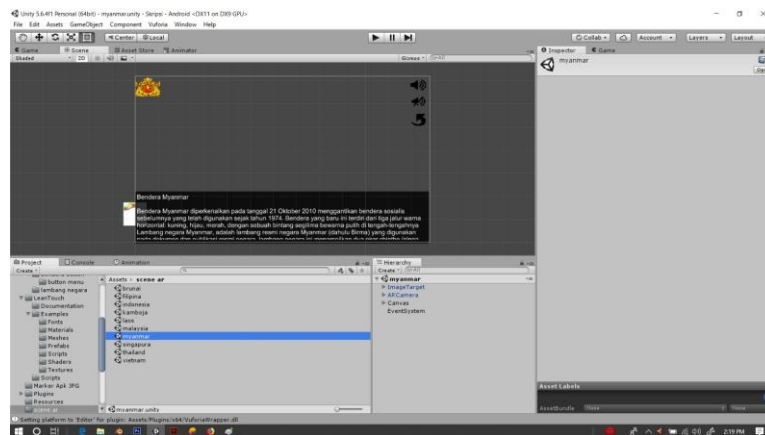 Unity 5.6.4f1 Personal (64bit) - myanmar.unity - Skripsi - Android <DX11 on DX9 GPU>
File Edit Assets GameObject Component Vuforia Window Help
Center Local
Collab Account Layers Layout
Game Scene Asset Store Animator
Inspector Game
Shaded 2D Gizmos
myanmar
Bendera Myanmar
Bendera Myanmar diperkenalkan pada tanggal 21 Oktober 2010 menggantikan bendera sosialis
sebelumnya yang telah digunakan sejak tahun 1974. Bendera yang baru ini terdiri dari tiga jalur warna
horizontal: kuning, hijau, merah, dengan sebuah bintang segilima bewarna putih di tengah-tengahnya
Lambang negara Myanmar, adalah lambang resmi negara Myanmar (dahulu Birma) yang digunakan
Project Console Animation
Hierarchy
Create
Create
button menu
lambang negara
LeanTouch
Documentation
Examples
Fonts
Materials
Meshes
Prefabs
Scripts
Shaders
Textures
Scripts
Marker Apk JPG
Plugins
Resources
scene ar
Assets scene ar
brunai
filipina
indonesia
kamboja
laos
malaysia
myanmar
singapura
thailand
vietnam
myanmar.unity
myanmar
ImageTarget
ARCamera
Canvas
EventSystem
Asset Labels
AssetBundle None None
Setting platform to 'Editor' for plugin: Assets/Plugins/x64/VuforiaWrapper.dll
2:19 PM